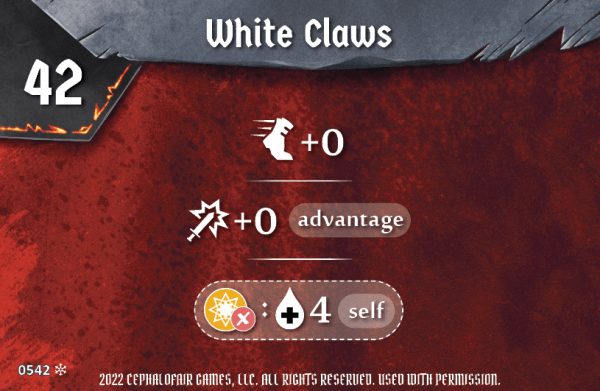 White Claws
42
+0
+0 advantage
: 4 self
0542
2022 CEPHALOFAIR GAMES, LLC. ALL RIGHTS RESERVED. USED WITH PERMISSION.